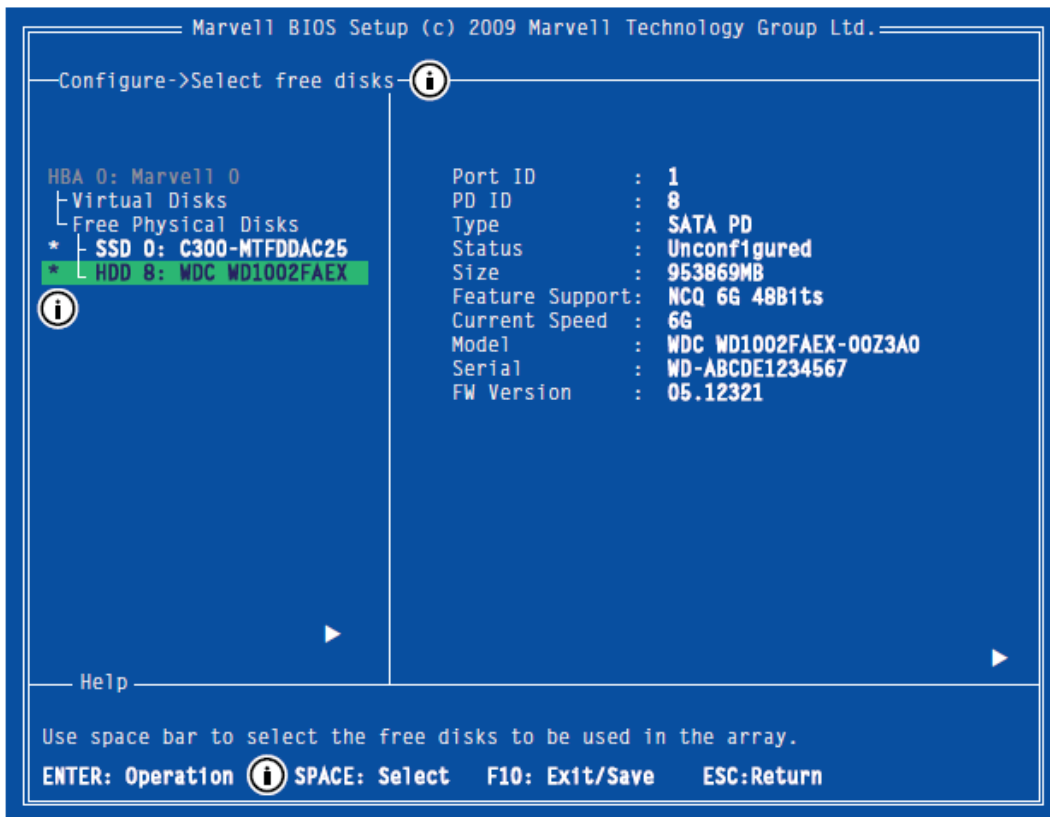 Marvell BIOS Setup (c) 2009 Marvell Technology Group Ltd.
Configure->Select free disks
HBA 0: Marvell 0
Virtual Disks
Free Physical Disks
* SSD 0: C300-MTFDDAC25
* HDD 8: WDC WD1002FAEX
Port ID : 1
PD ID : 8
Type : SATA PD
Status : Unconf1gured
Size : 953869MB
Feature Support: NCQ 6G 48B1ts
Current Speed : 6G
Model : WDC WD1002FAEX-00Z3A0
Serial : WD-ABCDE1234567
FW Version : 05.12321
Help
Use space bar to select the free disks to be used in the array.
ENTER: Operat1on SPACE: Select F10: Ex1t/Save ESC:Return